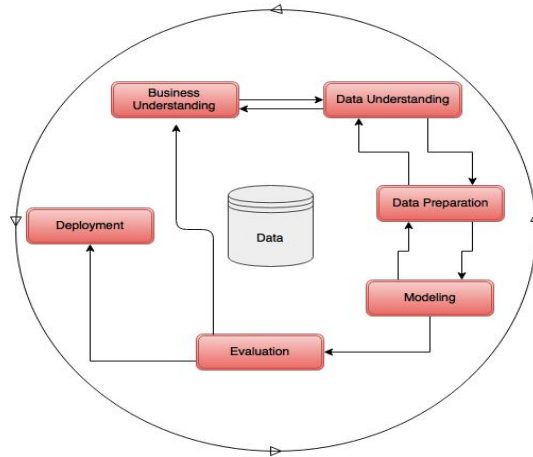 Business
Understanding
Data Understanding
Data Preparation
Deployment
Data
Modeling
Evaluation